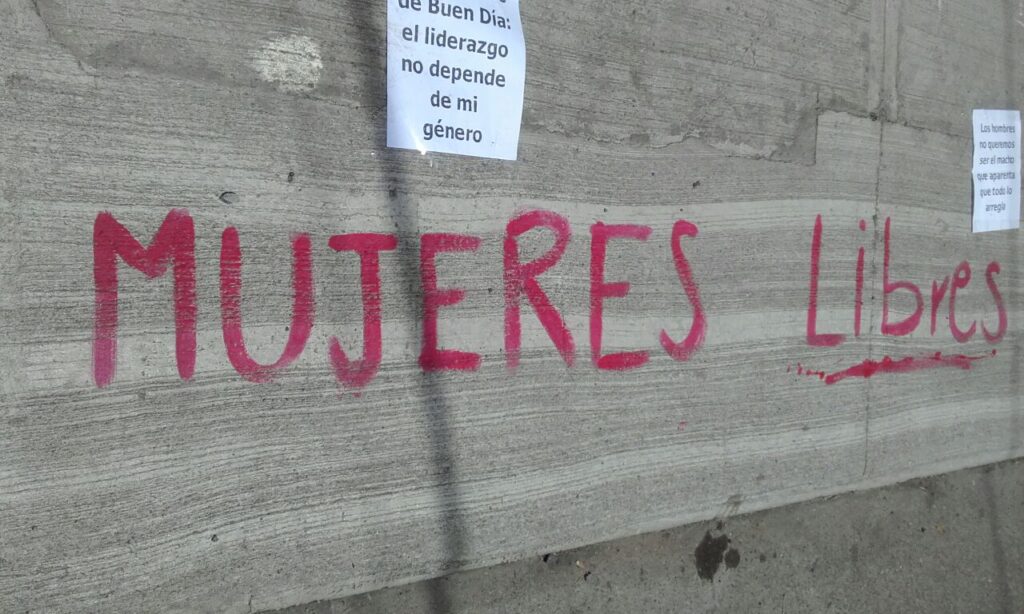 de Buen Día:
el liderazgo
no depende
de mi
género
Los hombres
no queremos
ser el macho
que aparenta
que todo lo
arregla
MUJERES Libres